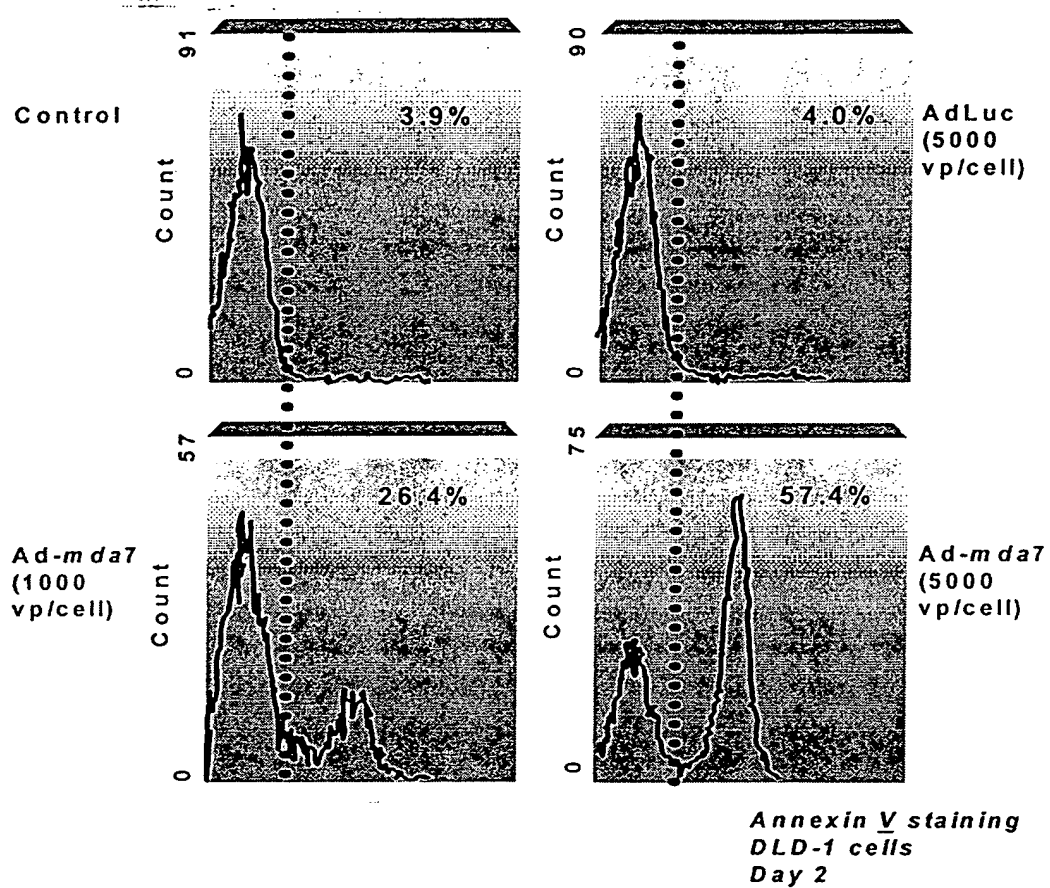 Control
91
Count
0
3.9%
90
Count
0
4.0%
AdLuc
(5000
vp/cell)
Ad-mda7
(1000
vp/cell)
57
Count
0
26.4%
75
Count
0
57.4%
Ad-mda7
(5000
vp/cell)
Annexin V staining
DLD-1 cells
Day 2